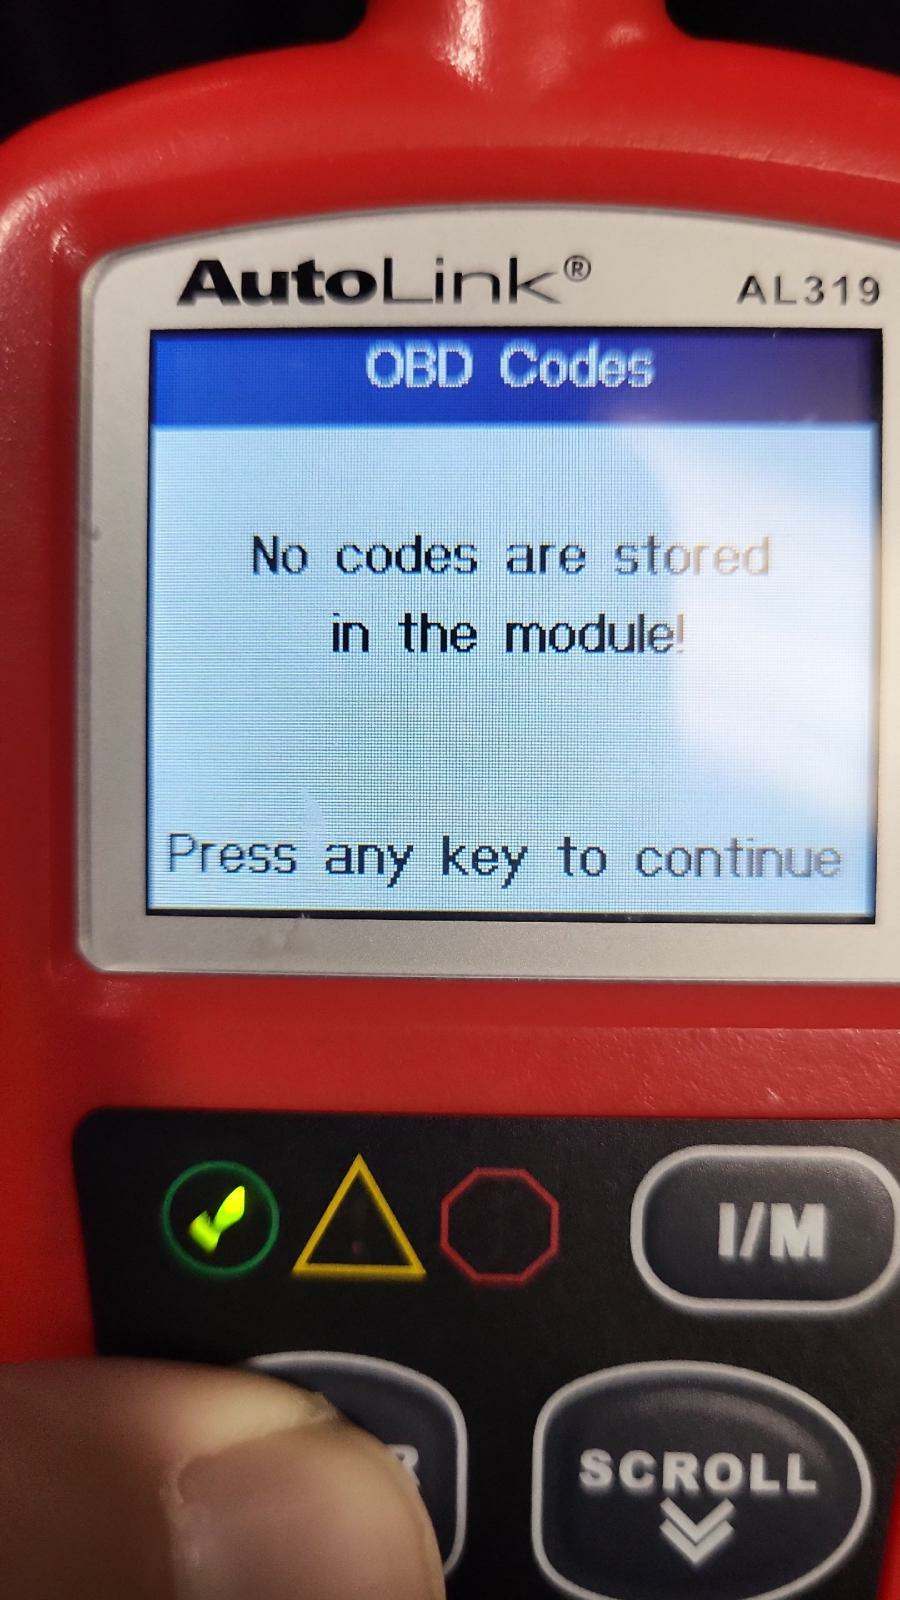 AutoLink®
AL319
OBD Codes
No codes are stored
in the module!
Press any key to continue
I/M
SCROLL